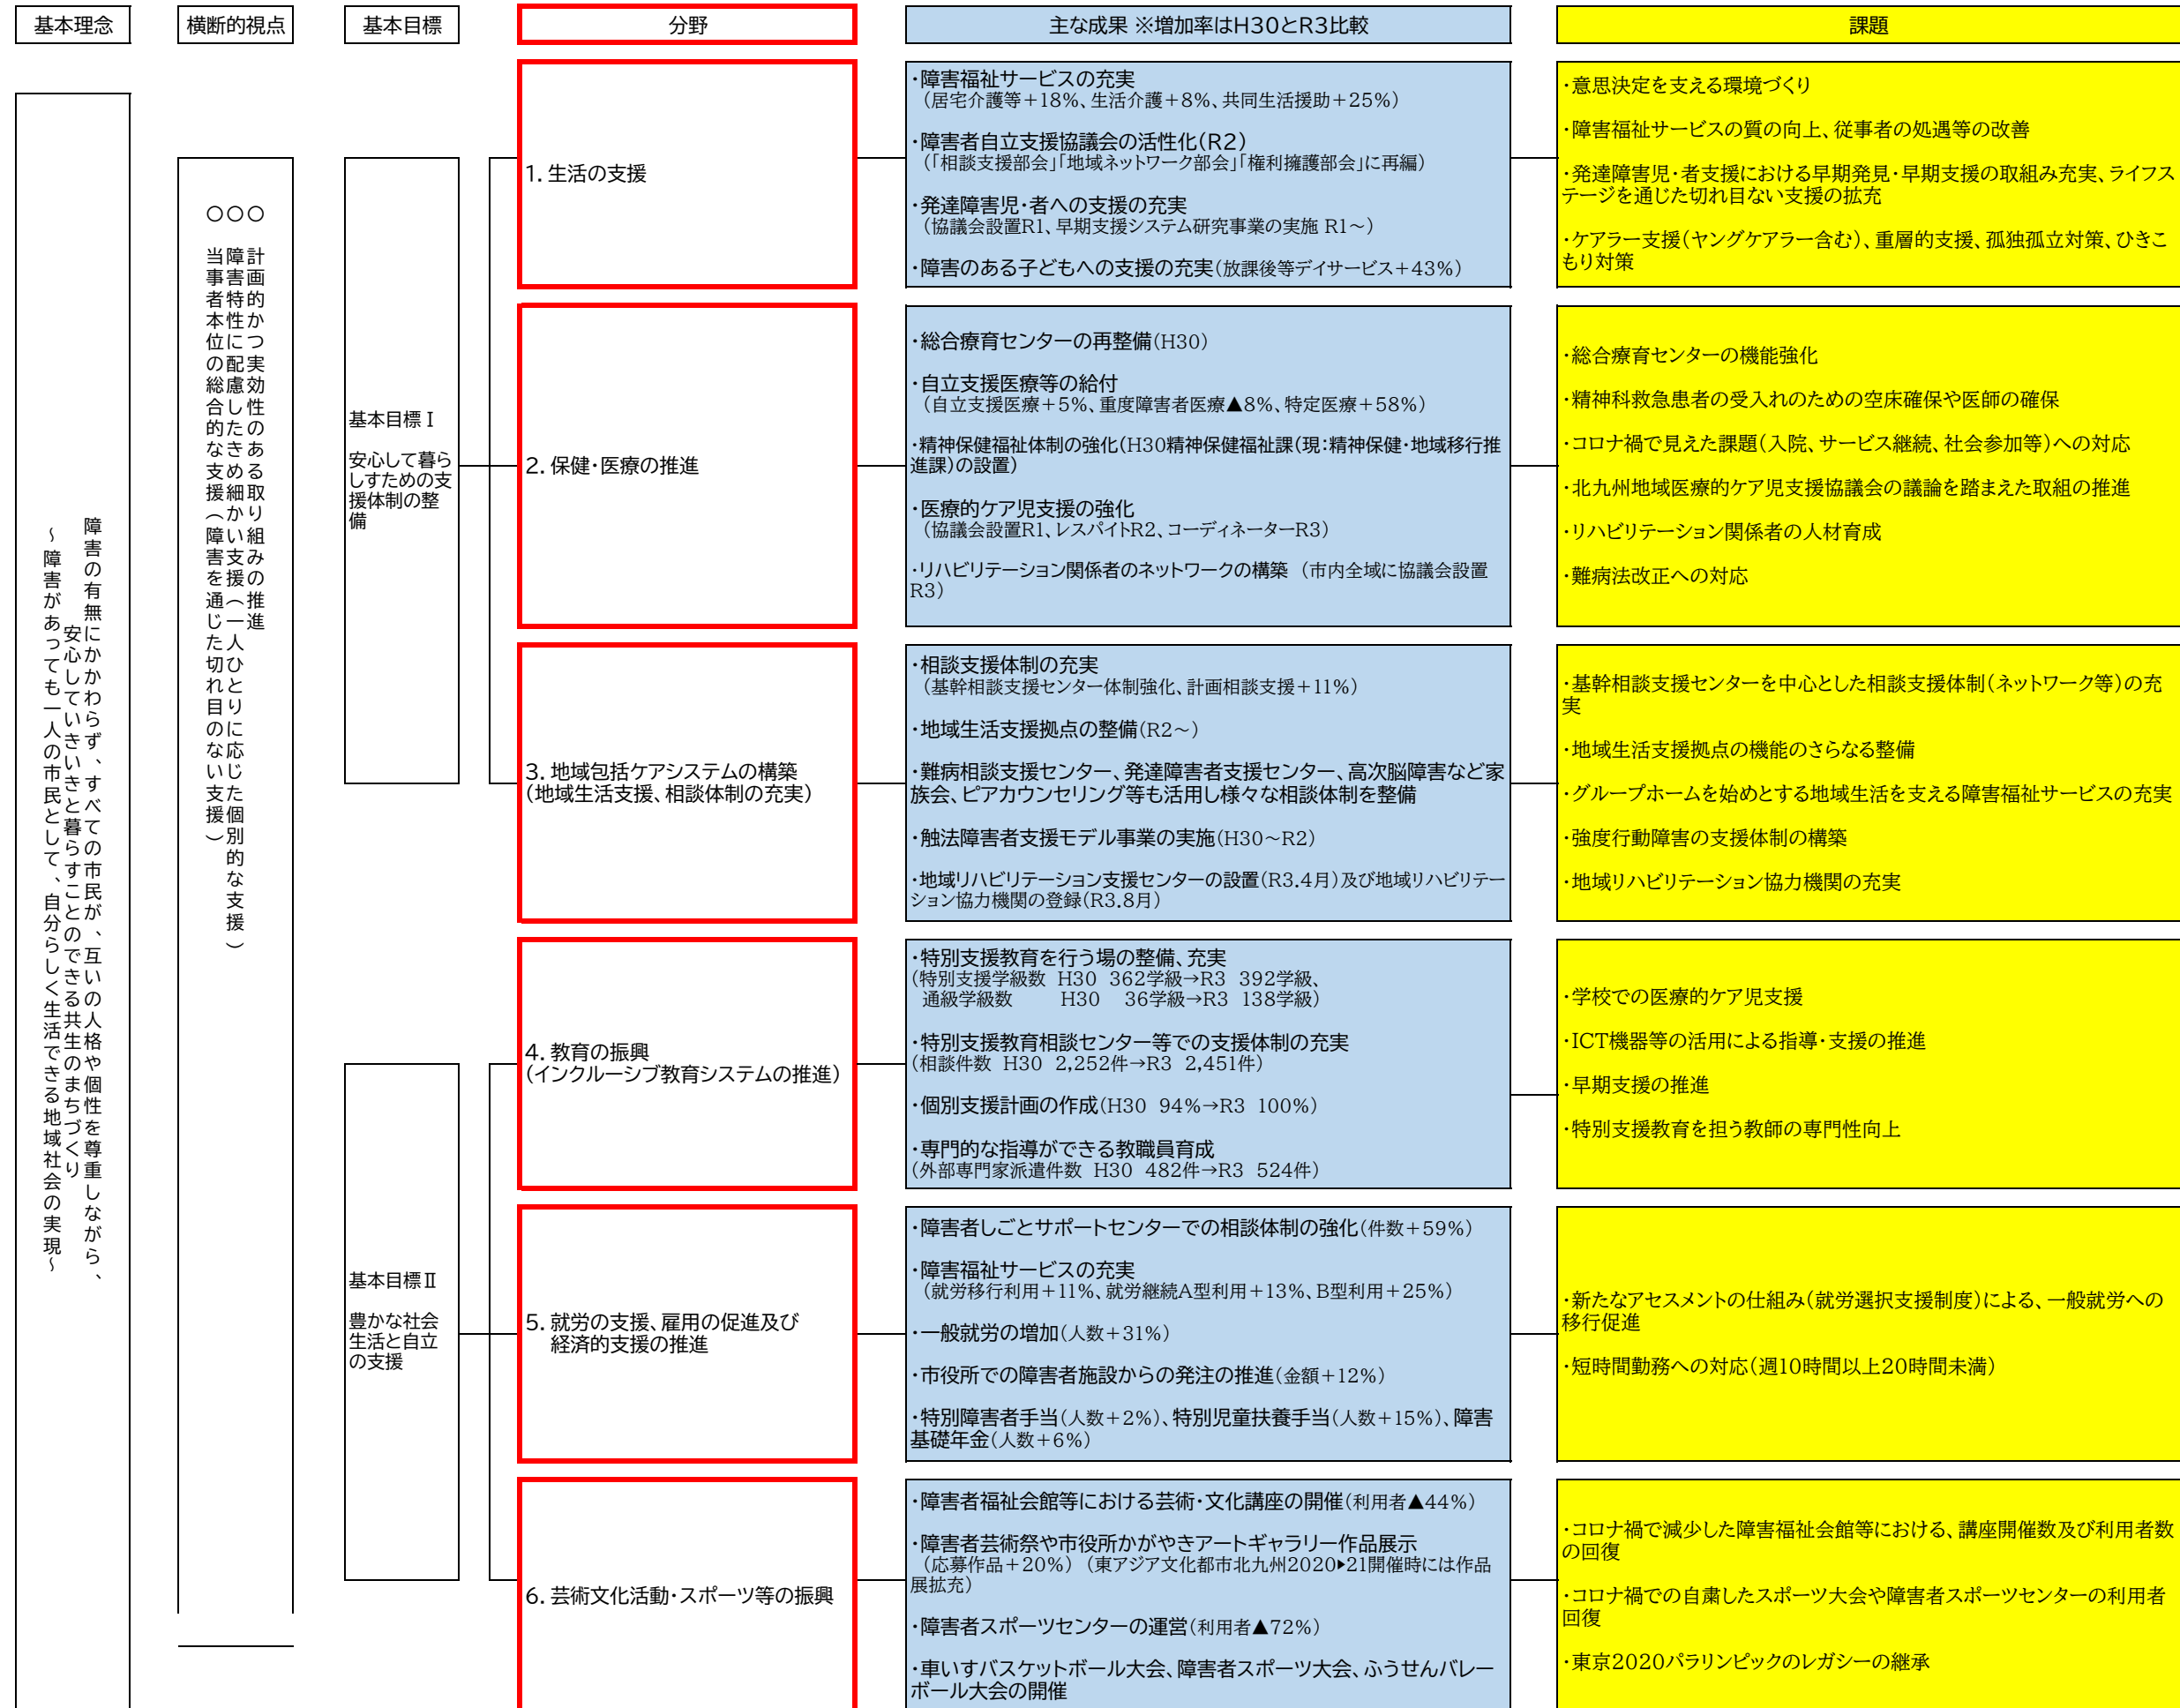 基本理念
横断的視点
基本目標
分野
主な成果 ※増加率はH30とR3比較
課題
障害の有無にかかわらず、すべての市民が、互いの人格や個性を尊重しながら、
安心していきいきと暮らすことのできる共生のまちづくり
~障害があっても一人の市民として、自分らしく生活できる地域社会の実現~
○計画的かつ実効性のある取り組みの推進
○障害特性に配慮したきめ細かい支援(一人ひとりに応じた個別的な支援)
○当事者本位の総合的な支援(障害を通じた切れ目のない支援)
基本目標Ⅰ
安心して暮ら
しすための支
援体制の整
備
1.生活の支援
・障害福祉サービスの充実
(居宅介護等+18%、生活介護+8%、共同生活援助+25%)
・障害者自立支援協議会の活性化(R2)
(「相談支援部会」「地域ネットワーク部会」「権利擁護部会」に再編)
・発達障害児・者への支援の充実
(協議会設置R1、早期支援システム研究事業の実施 R1~)
・障害のある子どもへの支援の充実(放課後等デイサービス+43%)
・意思決定を支える環境づくり
・障害福祉サービスの質の向上、従事者の処遇等の改善
・発達障害児・者支援における早期発見・早期支援の取組み充実、ライフス
テージを通じた切れ目ない支援の拡充
・ケアラー支援(ヤングケアラー含む)、重層的支援、孤独孤立対策、ひきこ
もり対策
2.保健・医療の推進
・総合療育センターの再整備(H30)
・自立支援医療等の給付
(自立支援医療+5%、重度障害者医療▲8%、特定医療+58%)
・精神保健福祉体制の強化(H30精神保健福祉課(現:精神保健・地域移行推
進課)の設置)
・医療的ケア児支援の強化
(協議会設置R1、レスパイトR2、コーディネーターR3)
・リハビリテーション関係者のネットワークの構築 (市内全域に協議会設置
R3)
・総合療育センターの機能強化
・精神科救急患者の受入れのための空床確保や医師の確保
・コロナ禍で見えた課題(入院、サービス継続、社会参加等)への対応
・北九州地域医療的ケア児支援協議会の議論を踏まえた取組の推進
・リハビリテーション関係者の人材育成
・難病法改正への対応
3.地域包括ケアシステムの構築
(地域生活支援、相談体制の充実)
・相談支援体制の充実
(基幹相談支援センター体制強化、計画相談支援+11%)
・地域生活支援拠点の整備(R2~)
・難病相談支援センター、発達障害者支援センター、高次脳障害など家
族会、ピアカウンセリング等も活用し様々な相談体制を整備
・触法障害者支援モデル事業の実施(H30~R2)
・地域リハビリテーション支援センターの設置(R3.4月)及び地域リハビリテー
ション協力機関の登録(R3.8月)
・基幹相談支援センターを中心とした相談支援体制(ネットワーク等)の充
実
・地域生活支援拠点の機能のさらなる整備
・グループホームを始めとする地域生活を支える障害福祉サービスの充実
・強度行動障害の支援体制の構築
・地域リハビリテーション協力機関の充実
基本目標Ⅱ
豊かな社会
生活と自立
の支援
4.教育の振興
(インクルーシブ教育システムの推進)
・特別支援教育を行う場の整備、充実
(特別支援学級数 H30 362学級→R3 392学級、
通級学級数 H30 36学級→R3 138学級)
・特別支援教育相談センター等での支援体制の充実
(相談件数 H30 2,252件→R3 2,451件)
・個別支援計画の作成(H30 94%→R3 100%)
・専門的な指導ができる教職員育成
(外部専門家派遣件数 H30 482件→R3 524件)
・学校での医療的ケア児支援
・ICT機器等の活用による指導・支援の推進
・早期支援の推進
・特別支援教育を担う教師の専門性向上
5.就労の支援、雇用の促進及び
経済的支援の推進
・障害者しごとサポートセンターでの相談体制の強化(件数+59%)
・障害福祉サービスの充実
(就労移行利用+11%、就労継続A型利用+13%、B型利用+25%)
・一般就労の増加(人数+31%)
・市役所での障害者施設からの発注の推進(金額+12%)
・特別障害者手当(人数+2%)、特別児童扶養手当(人数+15%)、障害
基礎年金(人数+6%)
・新たなアセスメントの仕組み(就労選択支援制度)による、一般就労への
移行促進
・短時間勤務への対応(週10時間以上20時間未満)
6.芸術文化活動・スポーツ等の振興
・障害者福祉会館等における芸術・文化講座の開催(利用者▲44%)
・障害者芸術祭や市役所かがやきアートギャラリー作品展示
(応募作品+20%)(東アジア文化都市北九州2020▶21開催時には作品
展拡充)
・障害者スポーツセンターの運営(利用者▲72%)
・車いすバスケットボール大会、障害者スポーツ大会、ふうせんバレー
ボール大会の開催
・コロナ禍で減少した障害福祉会館等における、講座開催数及び利用者数
の回復
・コロナ禍での自粛したスポーツ大会や障害者スポーツセンターの利用者
回復
・東京2020パラリンピックのレガシーの継承